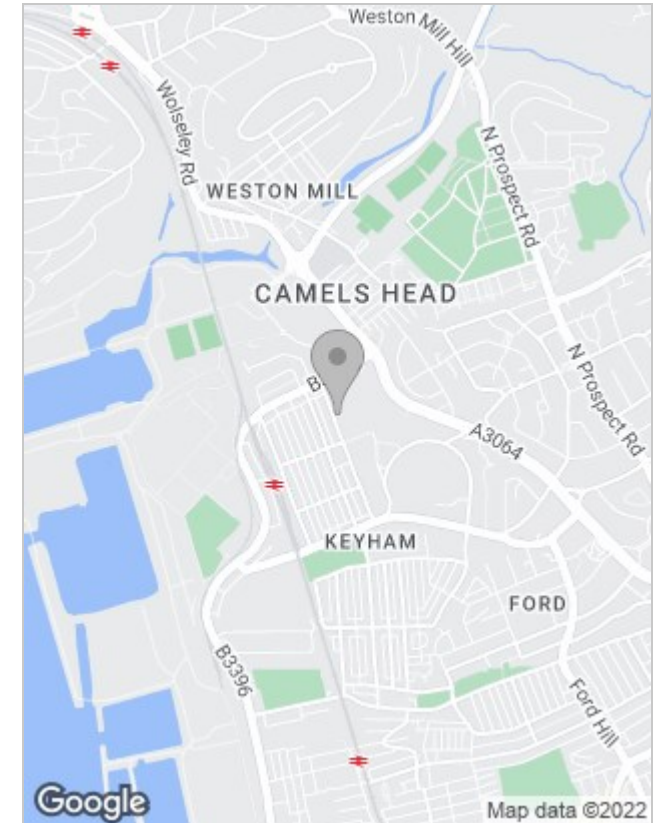 Weston Mill Hill
Wolseley Rd
N Prospect Rd
WESTON MILL
CAMELS HEAD
N Prospect Rd
A3064
KEYHAM
FORD
B3396
Ford Hill
Google
Map data ©2022